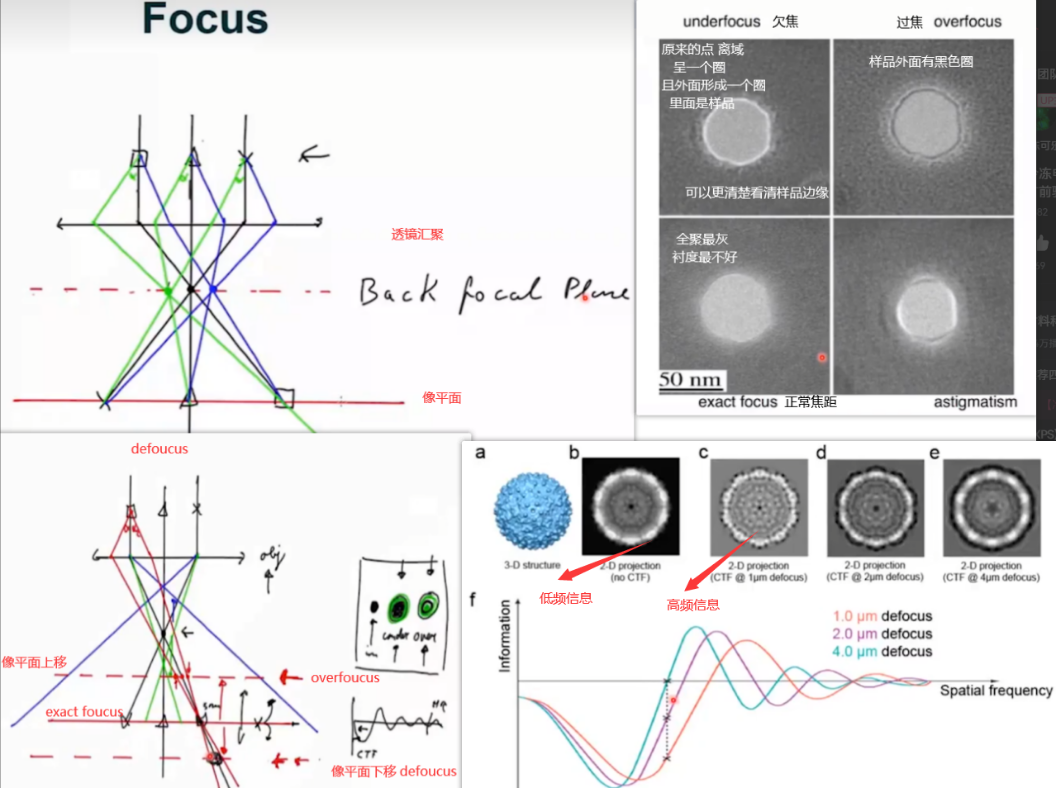 Focus
Back focal Plane
透镜汇聚
像平面
underfocus 欠焦
过焦 overfocus
原来的点 离域
呈一个圈
且外面形成一个圈
里面是样品
样品外面有黑色圈
可以更清楚看清样品边缘
全聚最灰
衬度最不好
50 nm
exact focus 正常焦距
astigmatism
defoucus
obj
像平面上移
overfoucus
exact foucus
像平面下移 defoucus
in
under over
CTF
a
b
c
d
e
3-D structure
2-D projection
(no CTF)
2-D projection
(CTF @ 1μm defocus)
2-D projection
(CTF @ 2μm defocus)
2-D projection
(CTF @ 4μm defocus)
低频信息
高频信息
f
Information
1.0 μm defocus
2.0 μm defocus
4.0 μm defocus
Spatial frequency